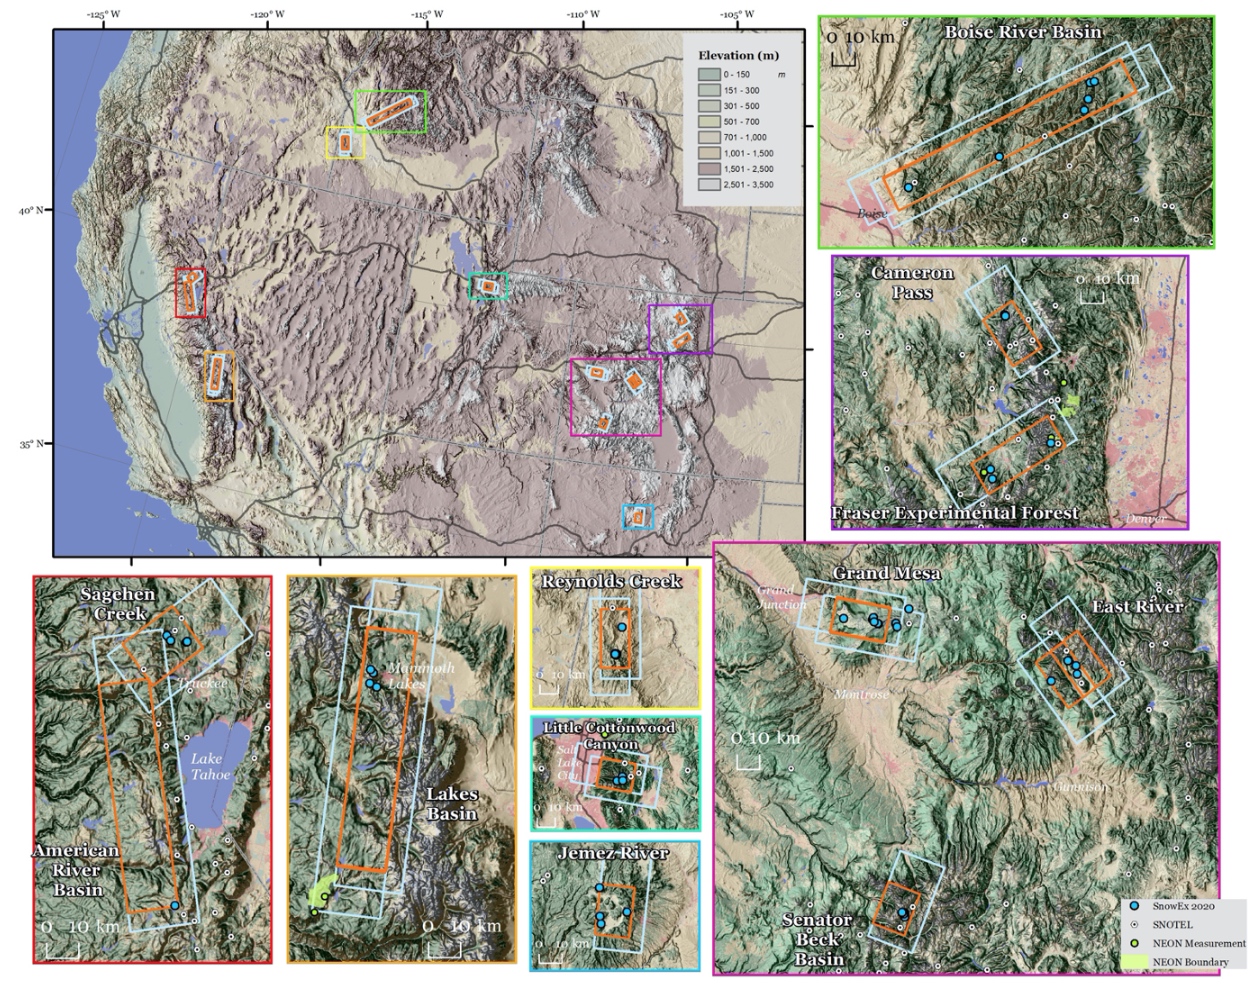 -125° W
-120° W
-115° W
-110° W
-105° W
40° N
35° N
Elevation (m)
0 - 150 m
151 - 300
301 - 500
501 - 700
701 - 1,000
1,001 - 1,500
1,501 - 2,500
2,501 - 3,500
0 10 km
Boise River Basin
Boise
Cameron
Pass
0 10 km
Fraser Experimental Forest
Denver
Sagehen
Creek
Truckee
Lake
Tahoe
American
River
Basin
0 10 km
Mammoth
Lakes
Lakes
Basin
0 10 km
Reynolds Creek
0 10 km
Little Cottonwood
Canyon
Salt
Lake
City
0 10 km
Jemez River
0 10 km
Grand Mesa
Grand
Junction
East River
Montrose
0 10 km
Gunnison
Senator
Beck
Basin
SnowEx 2020
SNOTEL
NEON Measurement
NEON Boundary